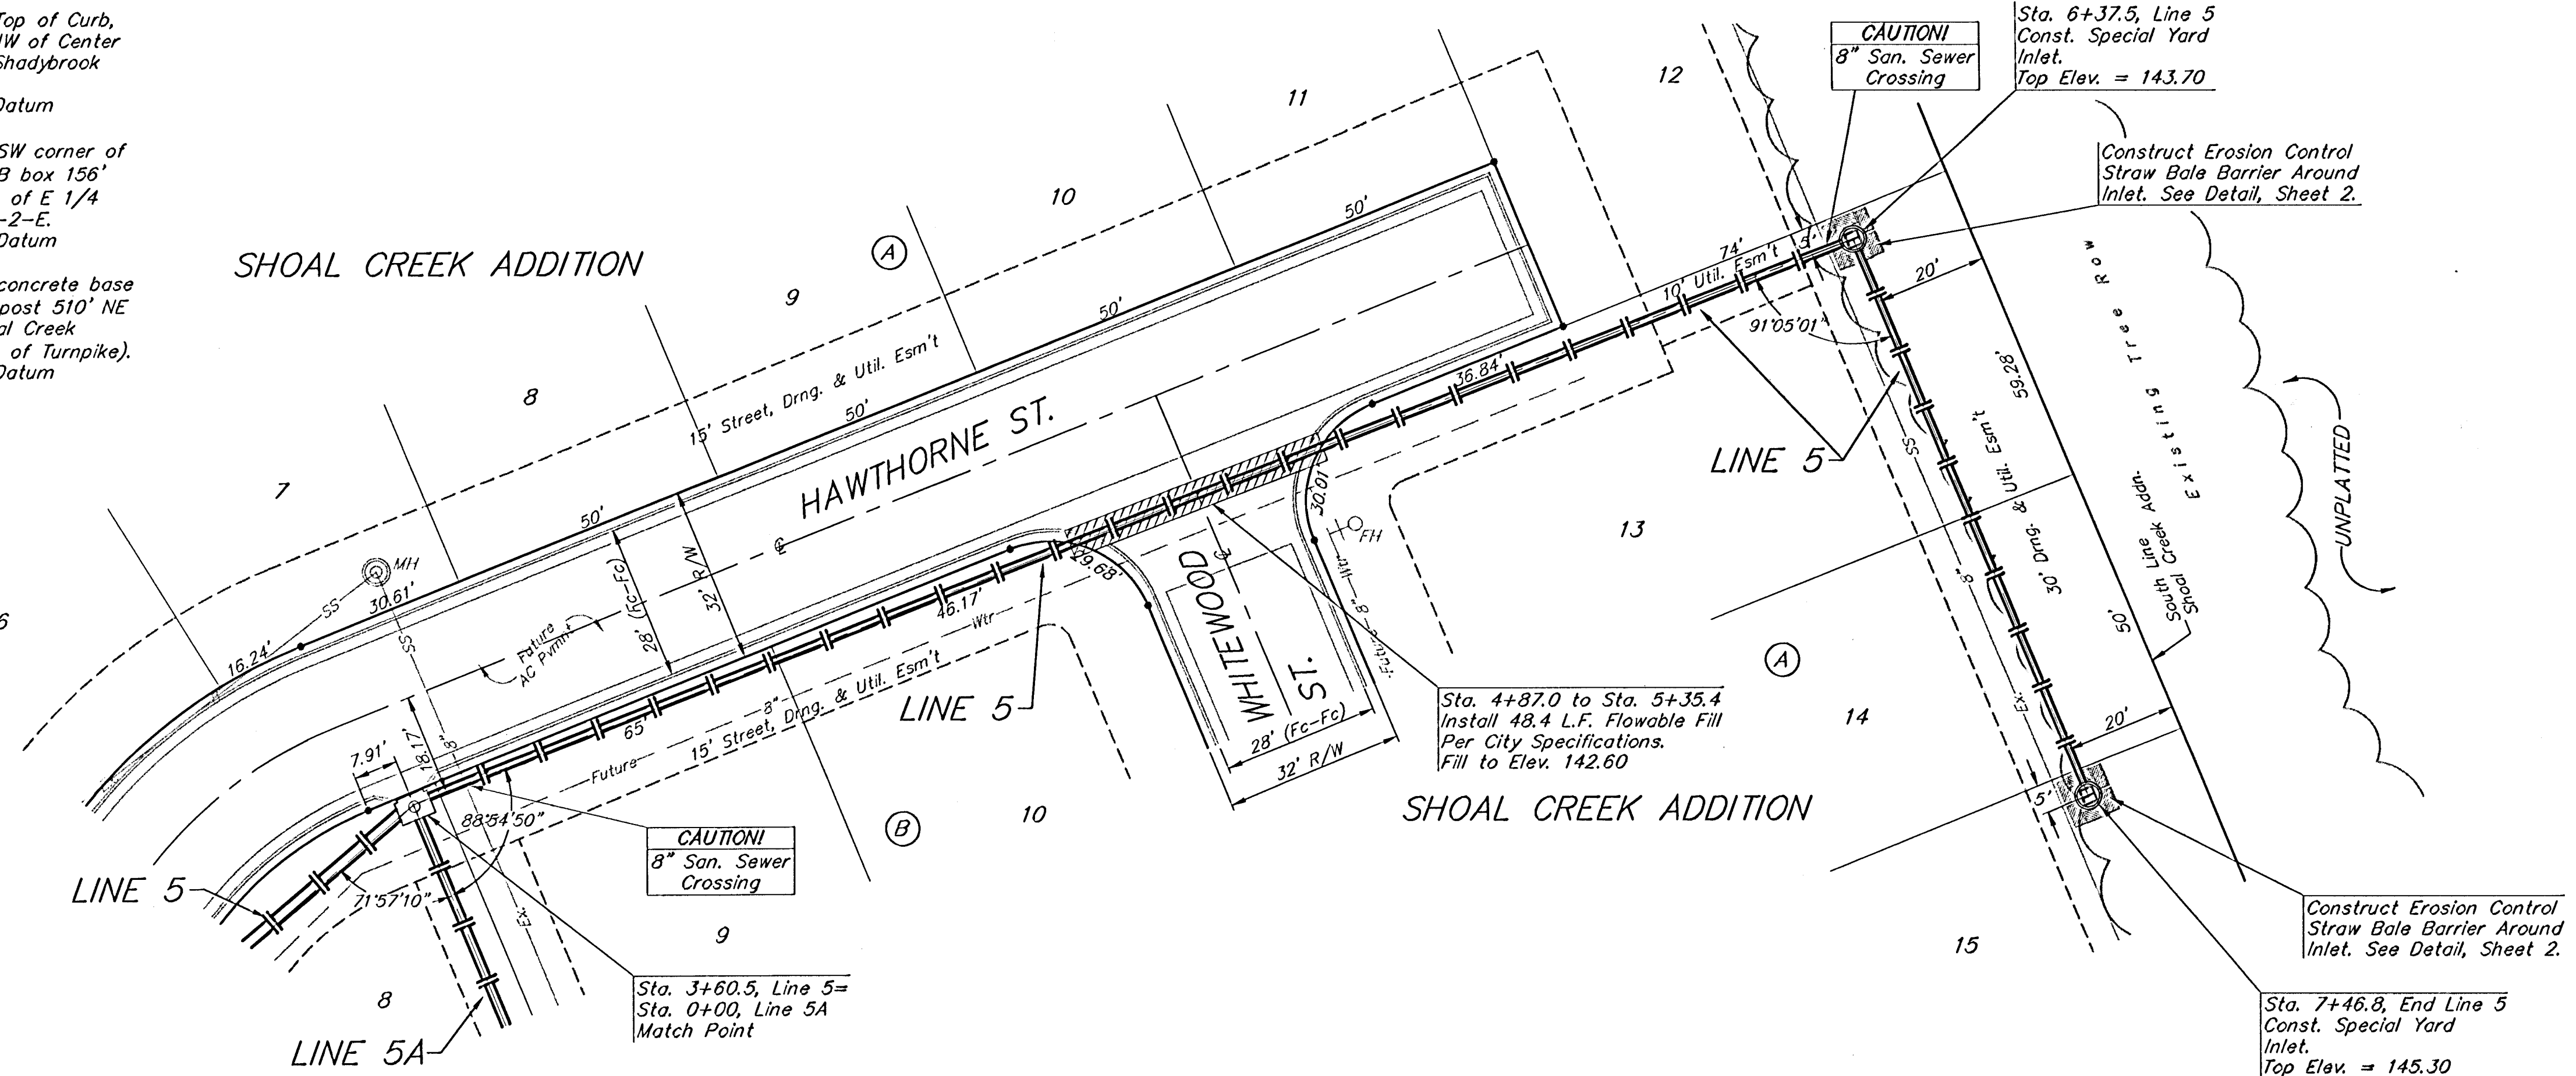 Top of Curb,
of Center
Shadybrook
Datum
SW corner of
B box 156'
of E 1/4
-2-E.
Datum
concrete base
post 510' NE
Creek
of Turnpike).
Datum
SHOAL CREEK ADDITION
6
7
8
9
10
11
12
A
16.24'
30.61'
50'
50'
50'
50'
SS
MH
SS
8"
15' Street, Drng. & Util. Esm't
HAWTHORNE ST.
28' (Fc-Fc)
32' R/W
Future
AC Pvmnt
7.91'
18.17'
65'
46.17'
29.68'
30.01'
36.84'
74'
5'
10' Util. Esm't
Future
8"
Wtr
15' Street, Drng. & Util. Esm't
88°54'50"
71°57'10"
LINE 5
LINE 5A
LINE 5
LINE 5
Ex.
CAUTION!
8" San. Sewer
Crossing
Sta. 3+60.5, Line 5=
Sta. 0+00, Line 5A
Match Point
8
9
10
B
WHITEWOOD
ST.
28' (Fc-Fc)
32' R/W
FH
Future
8"
Wtr
Sta. 4+87.0 to Sta. 5+35.4
Install 48.4 L.F. Flowable Fill
Per City Specifications.
Fill to Elev. 142.60
SHOAL CREEK ADDITION
13
14
15
A
CAUTION!
8" San. Sewer
Crossing
Sta. 6+37.5, Line 5
Const. Special Yard
Inlet.
Top Elev. = 143.70
Construct Erosion Control
Straw Bale Barrier Around
Inlet. See Detail, Sheet 2.
91°05'01"
20'
59.28'
SS
8"
Ex.
30' Drng. & Util. Esm't
50'
South Line
Shoal Creek Addn.
Existing Tree Row
UNPLATTED
20'
5'
Construct Erosion Control
Straw Bale Barrier Around
Inlet. See Detail, Sheet 2.
Sta. 7+46.8, End Line 5
Const. Special Yard
Inlet.
Top Elev. = 145.30